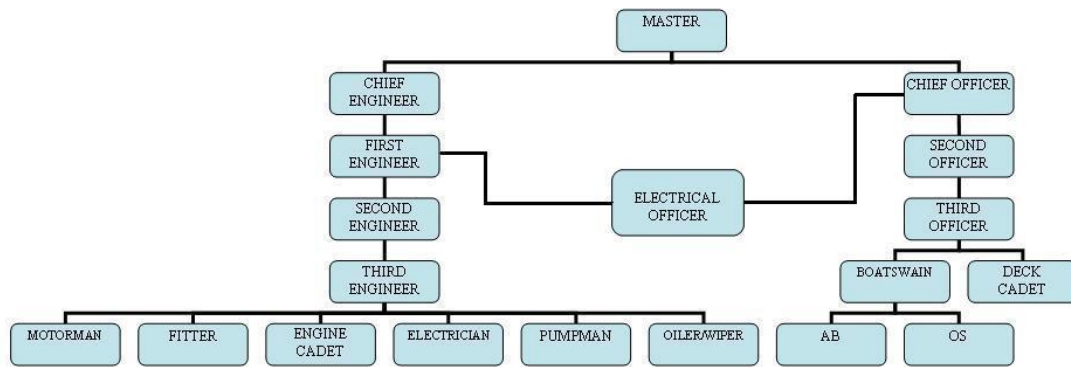 MASTER
CHIEF
ENGINEER
CHIEF OFFICER
FIRST
ENGINEER
SECOND
OFFICER
ELECTRICAL
OFFICER
SECOND
ENGINEER
THIRD
OFFICER
THIRD
ENGINEER
BOATSWAIN
DECK
CADET
MOTORMAN
FITTER
ENGINE
CADET
ELECTRICIAN
PUMPMAN
OILER/WIPER
AB
OS